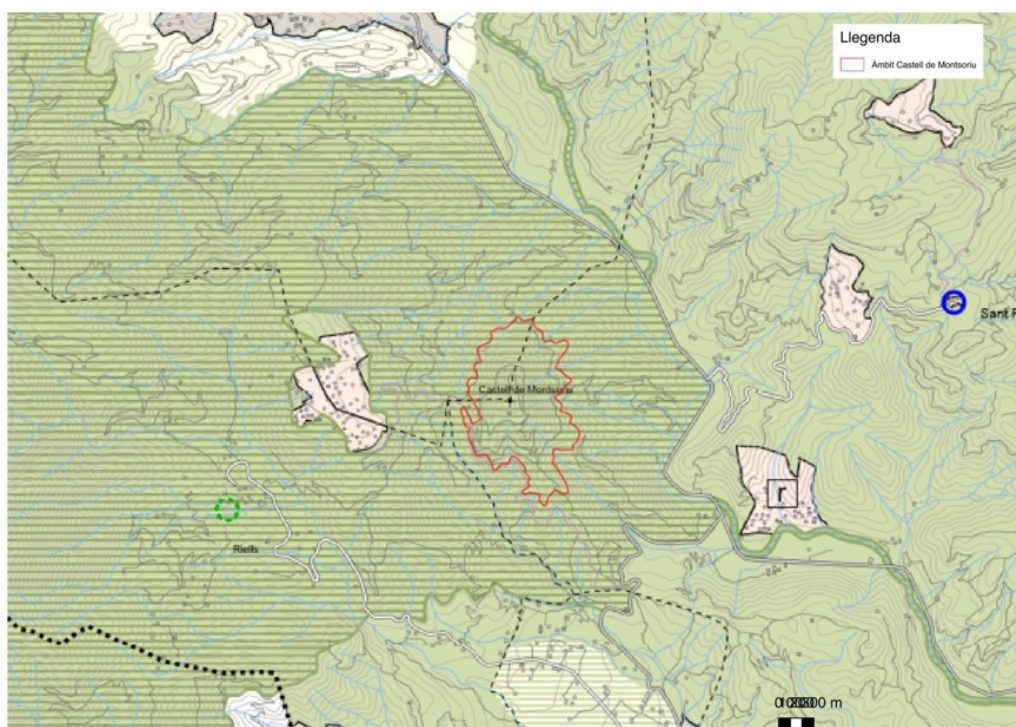 Llegenda
Àmbit Castell de Montsoriu
Sant F
Castell de Montsoriu
r
Riells